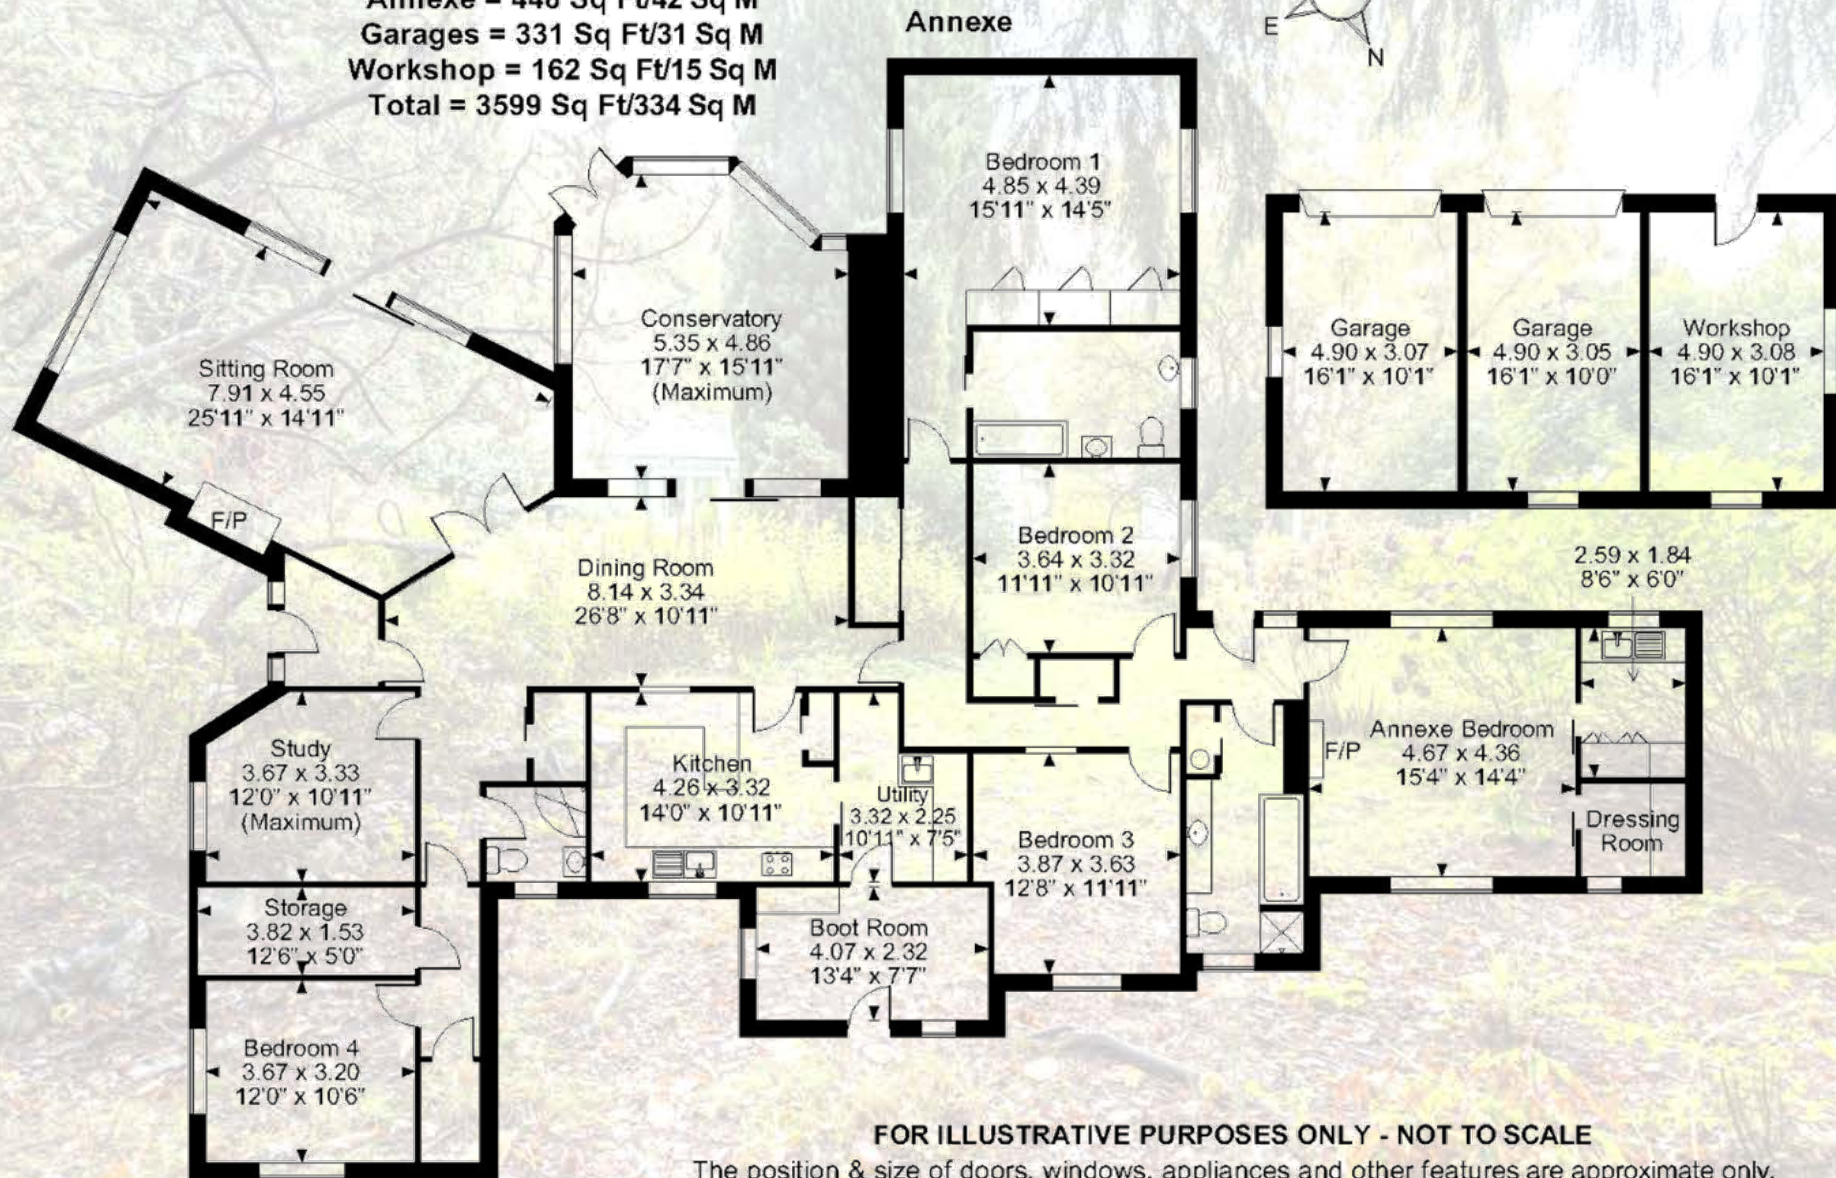 Annexe = 448 Sq Ft/42 Sq M
Garages = 331 Sq Ft/31 Sq M
Workshop = 162 Sq Ft/15 Sq M
Total = 3599 Sq Ft/334 Sq M
Annexe
E
N
Bedroom 1
4.85 x 4.39
15'11" x 14'5"
Conservatory
5.35 x 4.86
17'7" x 15'11"
(Maximum)
Sitting Room
7.91 x 4.55
25'11" x 14'11"
F/P
Garage
4.90 x 3.07
16'1" x 10'1"
Garage
4.90 x 3.05
16'1" x 10'0"
Workshop
4.90 x 3.08
16'1" x 10'1"
Bedroom 2
3.64 x 3.32
11'11" x 10'11"
Dining Room
8.14 x 3.34
26'8" x 10'11"
2.59 x 1.84
8'6" x 6'0"
Study
3.67 x 3.33
12'0" x 10'11"
(Maximum)
Kitchen
4.26 x 3.32
14'0" x 10'11"
Utility
3.32 x 2.25
10'11" x 7'5"
Bedroom 3
3.87 x 3.63
12'8" x 11'11"
F/P
Annexe Bedroom
4.67 x 4.36
15'4" x 14'4"
Dressing
Room
Storage
3.82 x 1.53
12'6" x 5'0"
Boot Room
4.07 x 2.32
13'4" x 7'7"
Bedroom 4
3.67 x 3.20
12'0" x 10'6"
FOR ILLUSTRATIVE PURPOSES ONLY - NOT TO SCALE
The position & size of doors, windows, appliances and other features are approximate only.